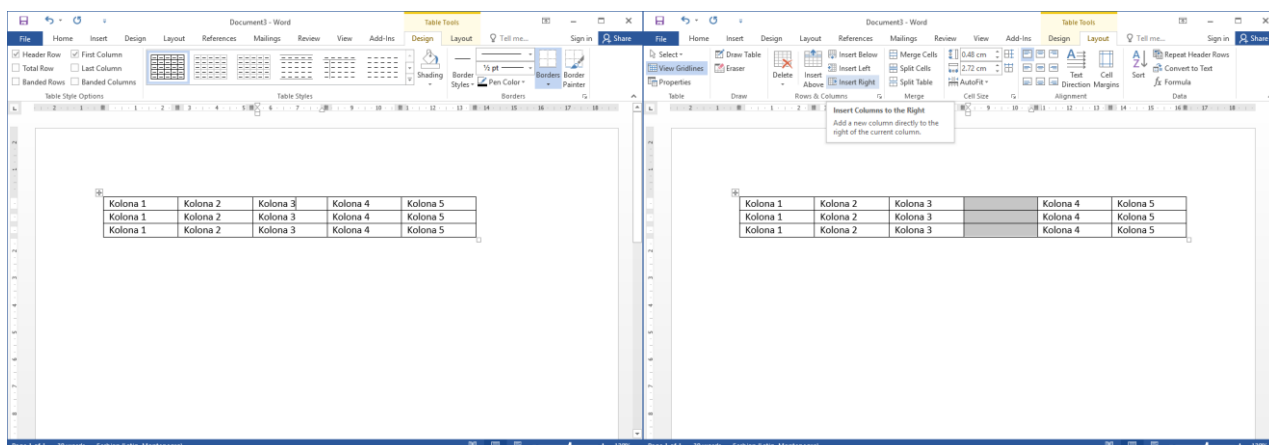 Document3 - Word
Table Tools
File Home Insert Design Layout References Mailings Review View Add-Ins Design Layout Tell me... Sign in Share
Header Row First Column
Total Row Last Column
Banded Rows Banded Columns
Shading
Border Styles
½ pt
Pen Color
Borders
Border Painter
Table Style Options Table Styles Borders
Kolona 1 Kolona 2 Kolona 3 Kolona 4 Kolona 5
Kolona 1 Kolona 2 Kolona 3 Kolona 4 Kolona 5
Kolona 1 Kolona 2 Kolona 3 Kolona 4 Kolona 5
Document3 - Word
Table Tools
File Home Insert Design Layout References Mailings Review View Add-Ins Design Layout Tell me... Sign in Share
Select
View Gridlines
Properties
Draw Table
Eraser
Delete
Insert Above
Insert Below
Insert Left
Insert Right
Merge Cells
Split Cells
Split Table
0.48 cm
2.72 cm
AutoFit
Text Direction
Cell Margins
Sort
Repeat Header Rows
Convert to Text
fx Formula
Table Draw Rows & Columns Merge Cell Size Alignment Data
Insert Columns to the Right
Add a new column directly to the
right of the current column.
Kolona 1 Kolona 2 Kolona 3 Kolona 4 Kolona 5
Kolona 1 Kolona 2 Kolona 3 Kolona 4 Kolona 5
Kolona 1 Kolona 2 Kolona 3 Kolona 4 Kolona 5